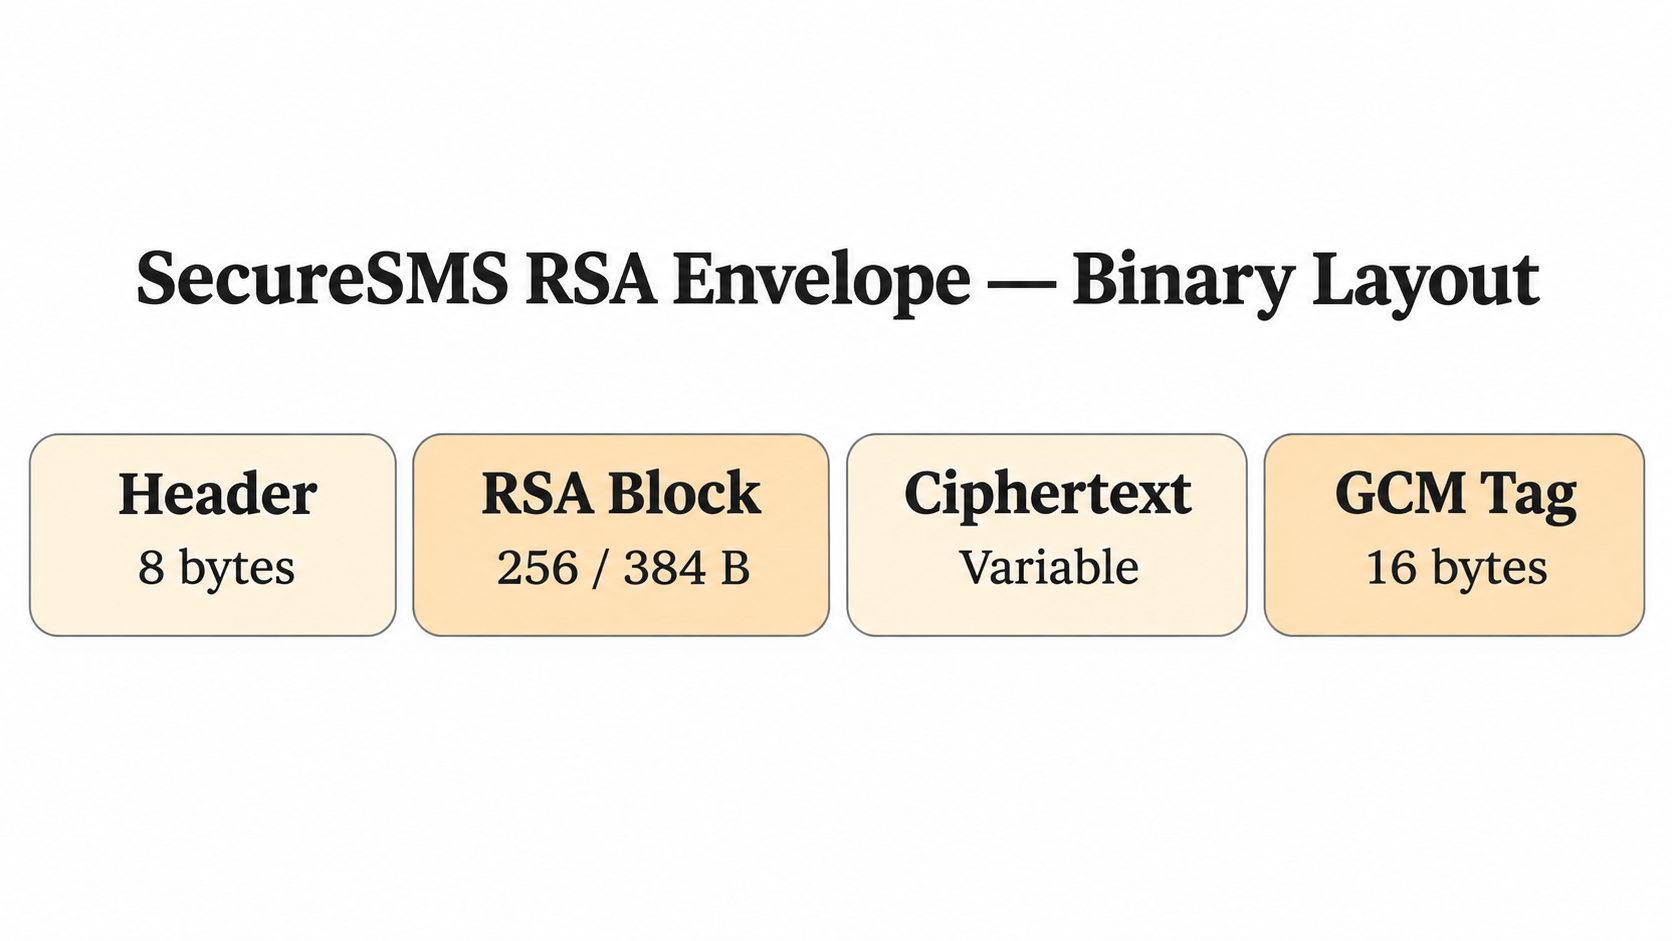 SecureSMS RSA Envelope — Binary Layout
Header
8 bytes
RSA Block
256 / 384 B
Ciphertext
Variable
GCM Tag
16 bytes